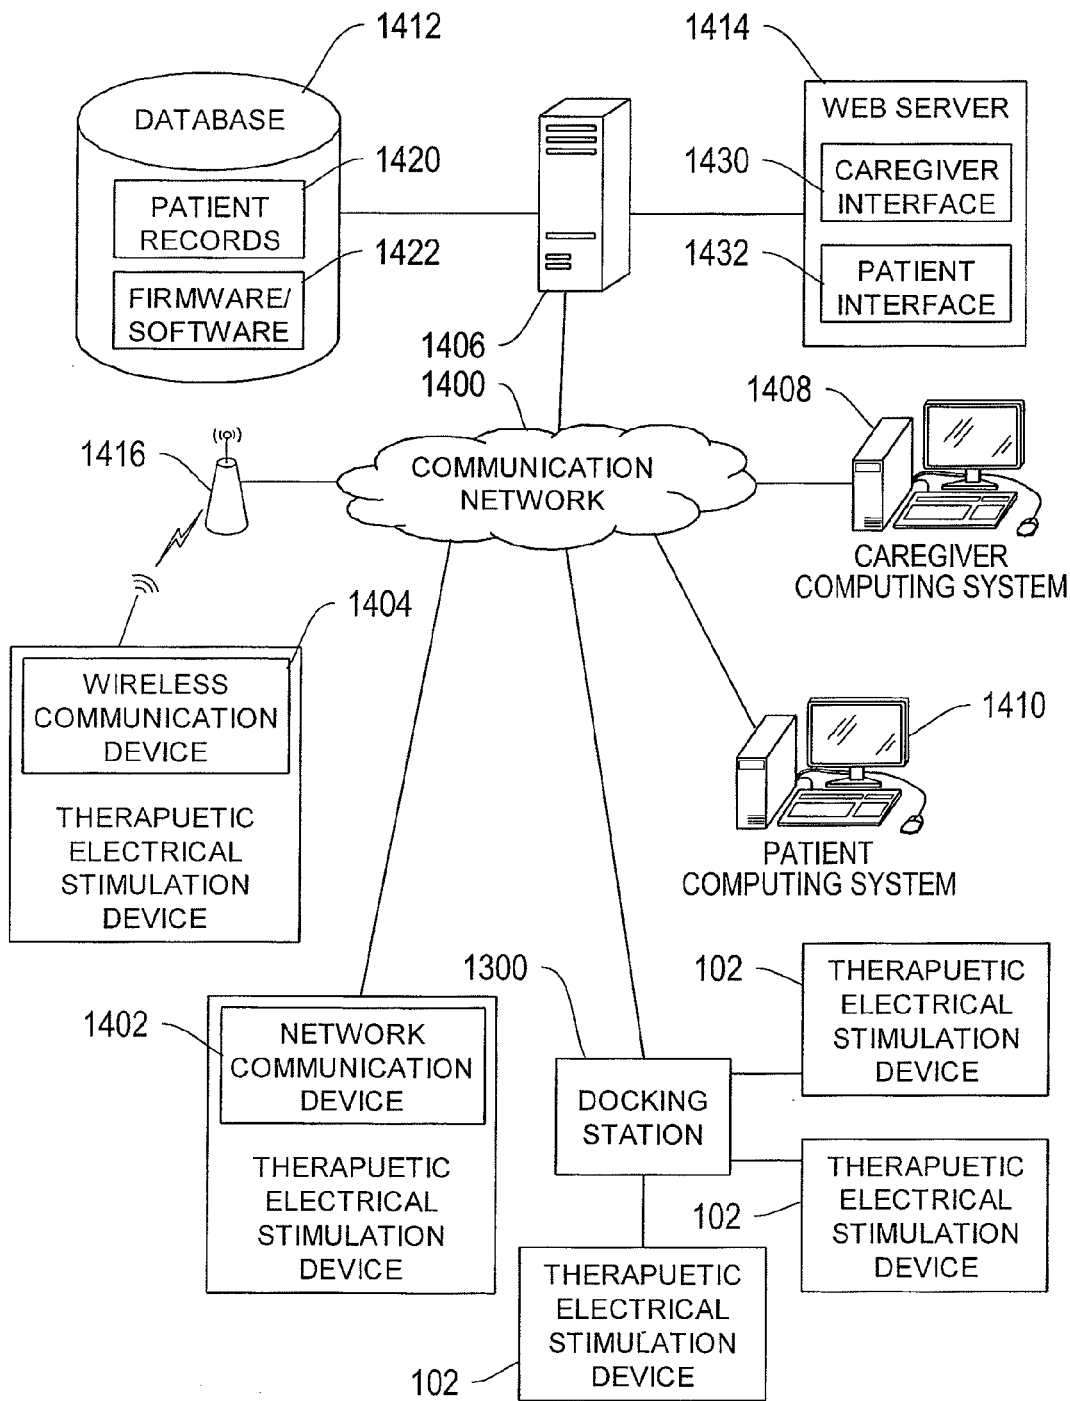 1412
1414
DATABASE
WEB SERVER
1420
PATIENT
RECORDS
1430
CAREGIVER
INTERFACE
1422
FIRMWARE/
SOFTWARE
1432
PATIENT
INTERFACE
1406
1400
1408
1416
COMMUNICATION
NETWORK
CAREGIVER
COMPUTING SYSTEM
1404
WIRELESS
COMMUNICATION
DEVICE
THERAPUETIC
ELECTRICAL
STIMULATION
DEVICE
1410
PATIENT
COMPUTING SYSTEM
1402
NETWORK
COMMUNICATION
DEVICE
THERAPUETIC
ELECTRICAL
STIMULATION
DEVICE
1300
DOCKING
STATION
102
THERAPUETIC
ELECTRICAL
STIMULATION
DEVICE
102
THERAPUETIC
ELECTRICAL
STIMULATION
DEVICE
THERAPUETIC
ELECTRICAL
STIMULATION
DEVICE
102